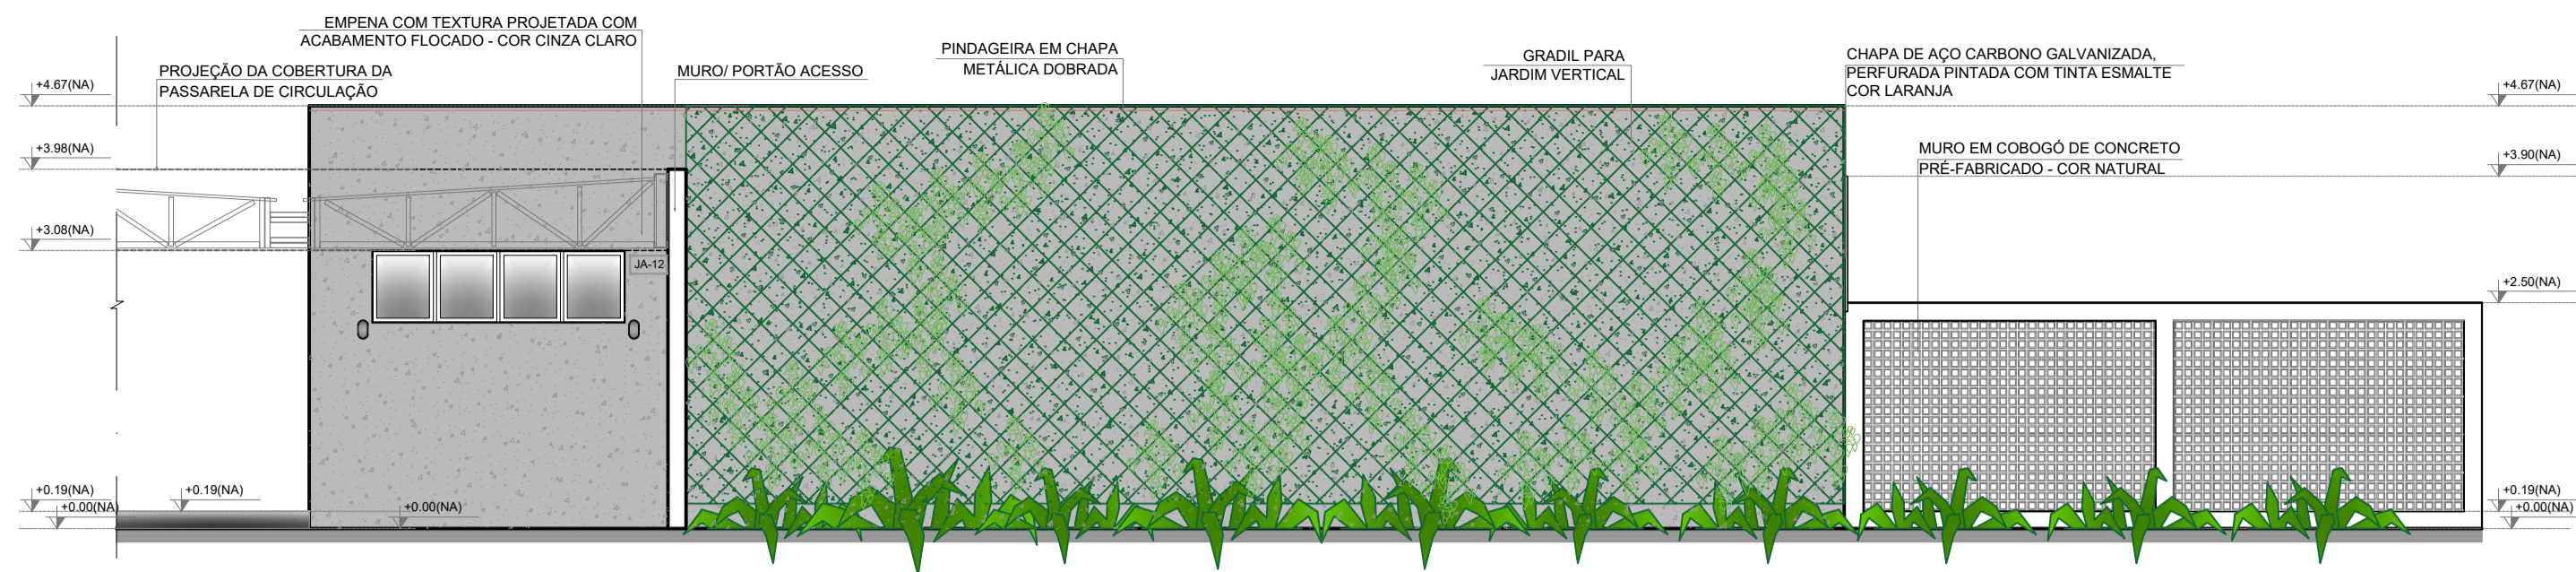 EMPENA COM TEXTURA PROJETADA COM
ACABAMENTO FLOCADO - COR CINZA CLARO
PROJEÇÃO DA COBERTURA DA
PASSARELA DE CIRCULAÇÃO
MURO/ PORTÃO ACESSO
PINDAGEIRA EM CHAPA
METÁLICA DOBRADA
GRADIL PARA
JARDIM VERTICAL
CHAPA DE AÇO CARBONO GALVANIZADA,
PERFURADA PINTADA COM TINTA ESMALTE
COR LARANJA
MURO EM COBOGÓ DE CONCRETO
PRÉ-FABRICADO - COR NATURAL
+4.67(NA)
+3.98(NA)
+3.08(NA)
+0.19(NA)
+0.00(NA)
+0.19(NA)
+0.00(NA)
JA-12
+4.67(NA)
+3.90(NA)
+2.50(NA)
+0.19(NA)
+0.00(NA)